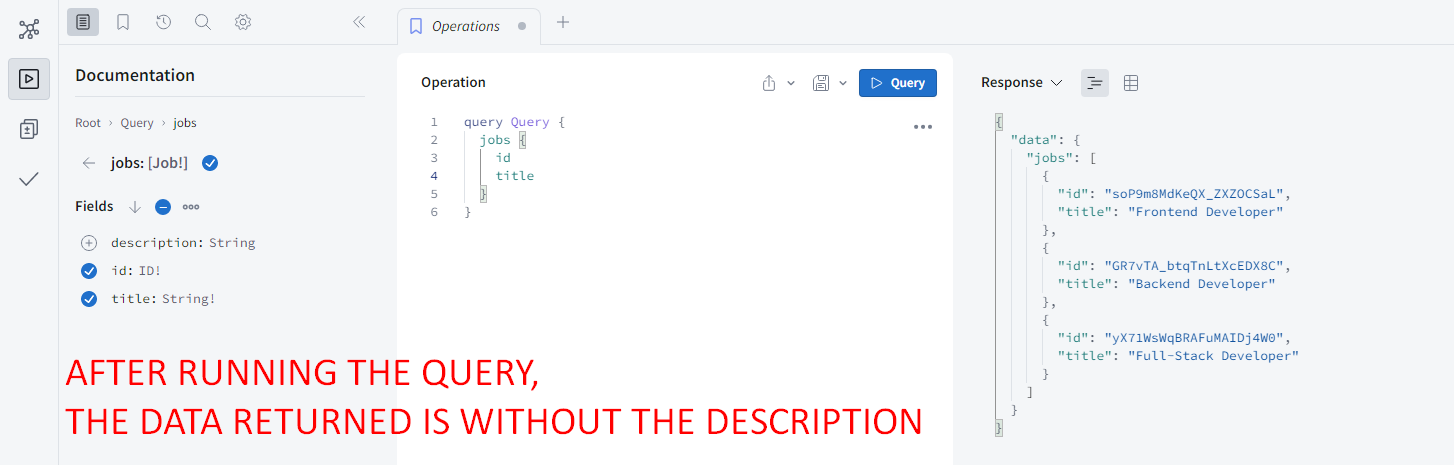 Operations
Documentation
Root › Query › jobs
jobs: [Job!]
Fields
description: String
id: ID!
title: String!
Operation
Query
1 query Query {
2 jobs {
3 id
4 title
5 }
6 }
Response
{
"data": {
"jobs": [
{
"id": "soP9m8MdKeQX_ZXZOCSaL",
"title": "Frontend Developer"
},
{
"id": "GR7vTA_btqTnLtXcEDX8C",
"title": "Backend Developer"
},
{
"id": "yX71WsWqBRAFuMAIDj4W0",
"title": "Full-Stack Developer"
}
]
}
}
AFTER RUNNING THE QUERY,
THE DATA RETURNED IS WITHOUT THE DESCRIPTION